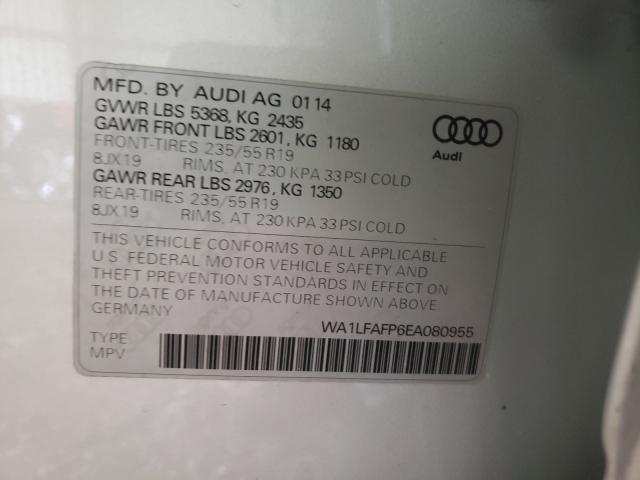 MFD. BY AUDI AG 01 14
GVWR LBS 5368, KG 2435
GAWR FRONT LBS 2601, KG 1180
FRONT-TIRES 235/55 R19
8JX19 RIMS, AT 230 KPA 33 PSI COLD
GAWR REAR LBS 2976, KG 1350
REAR-TIRES 235/55 R19
8JX19 RIMS, AT 230 KPA 33 PSI COLD
Audi
THIS VEHICLE CONFORMS TO ALL APPLICABLE
U.S. FEDERAL MOTOR VEHICLE SAFETY AND
THEFT PREVENTION STANDARDS IN EFFECT ON
THE DATE OF MANUFACTURE SHOWN ABOVE
GERMANY
WA1LFAFP6EA080955
TYPE
MPV